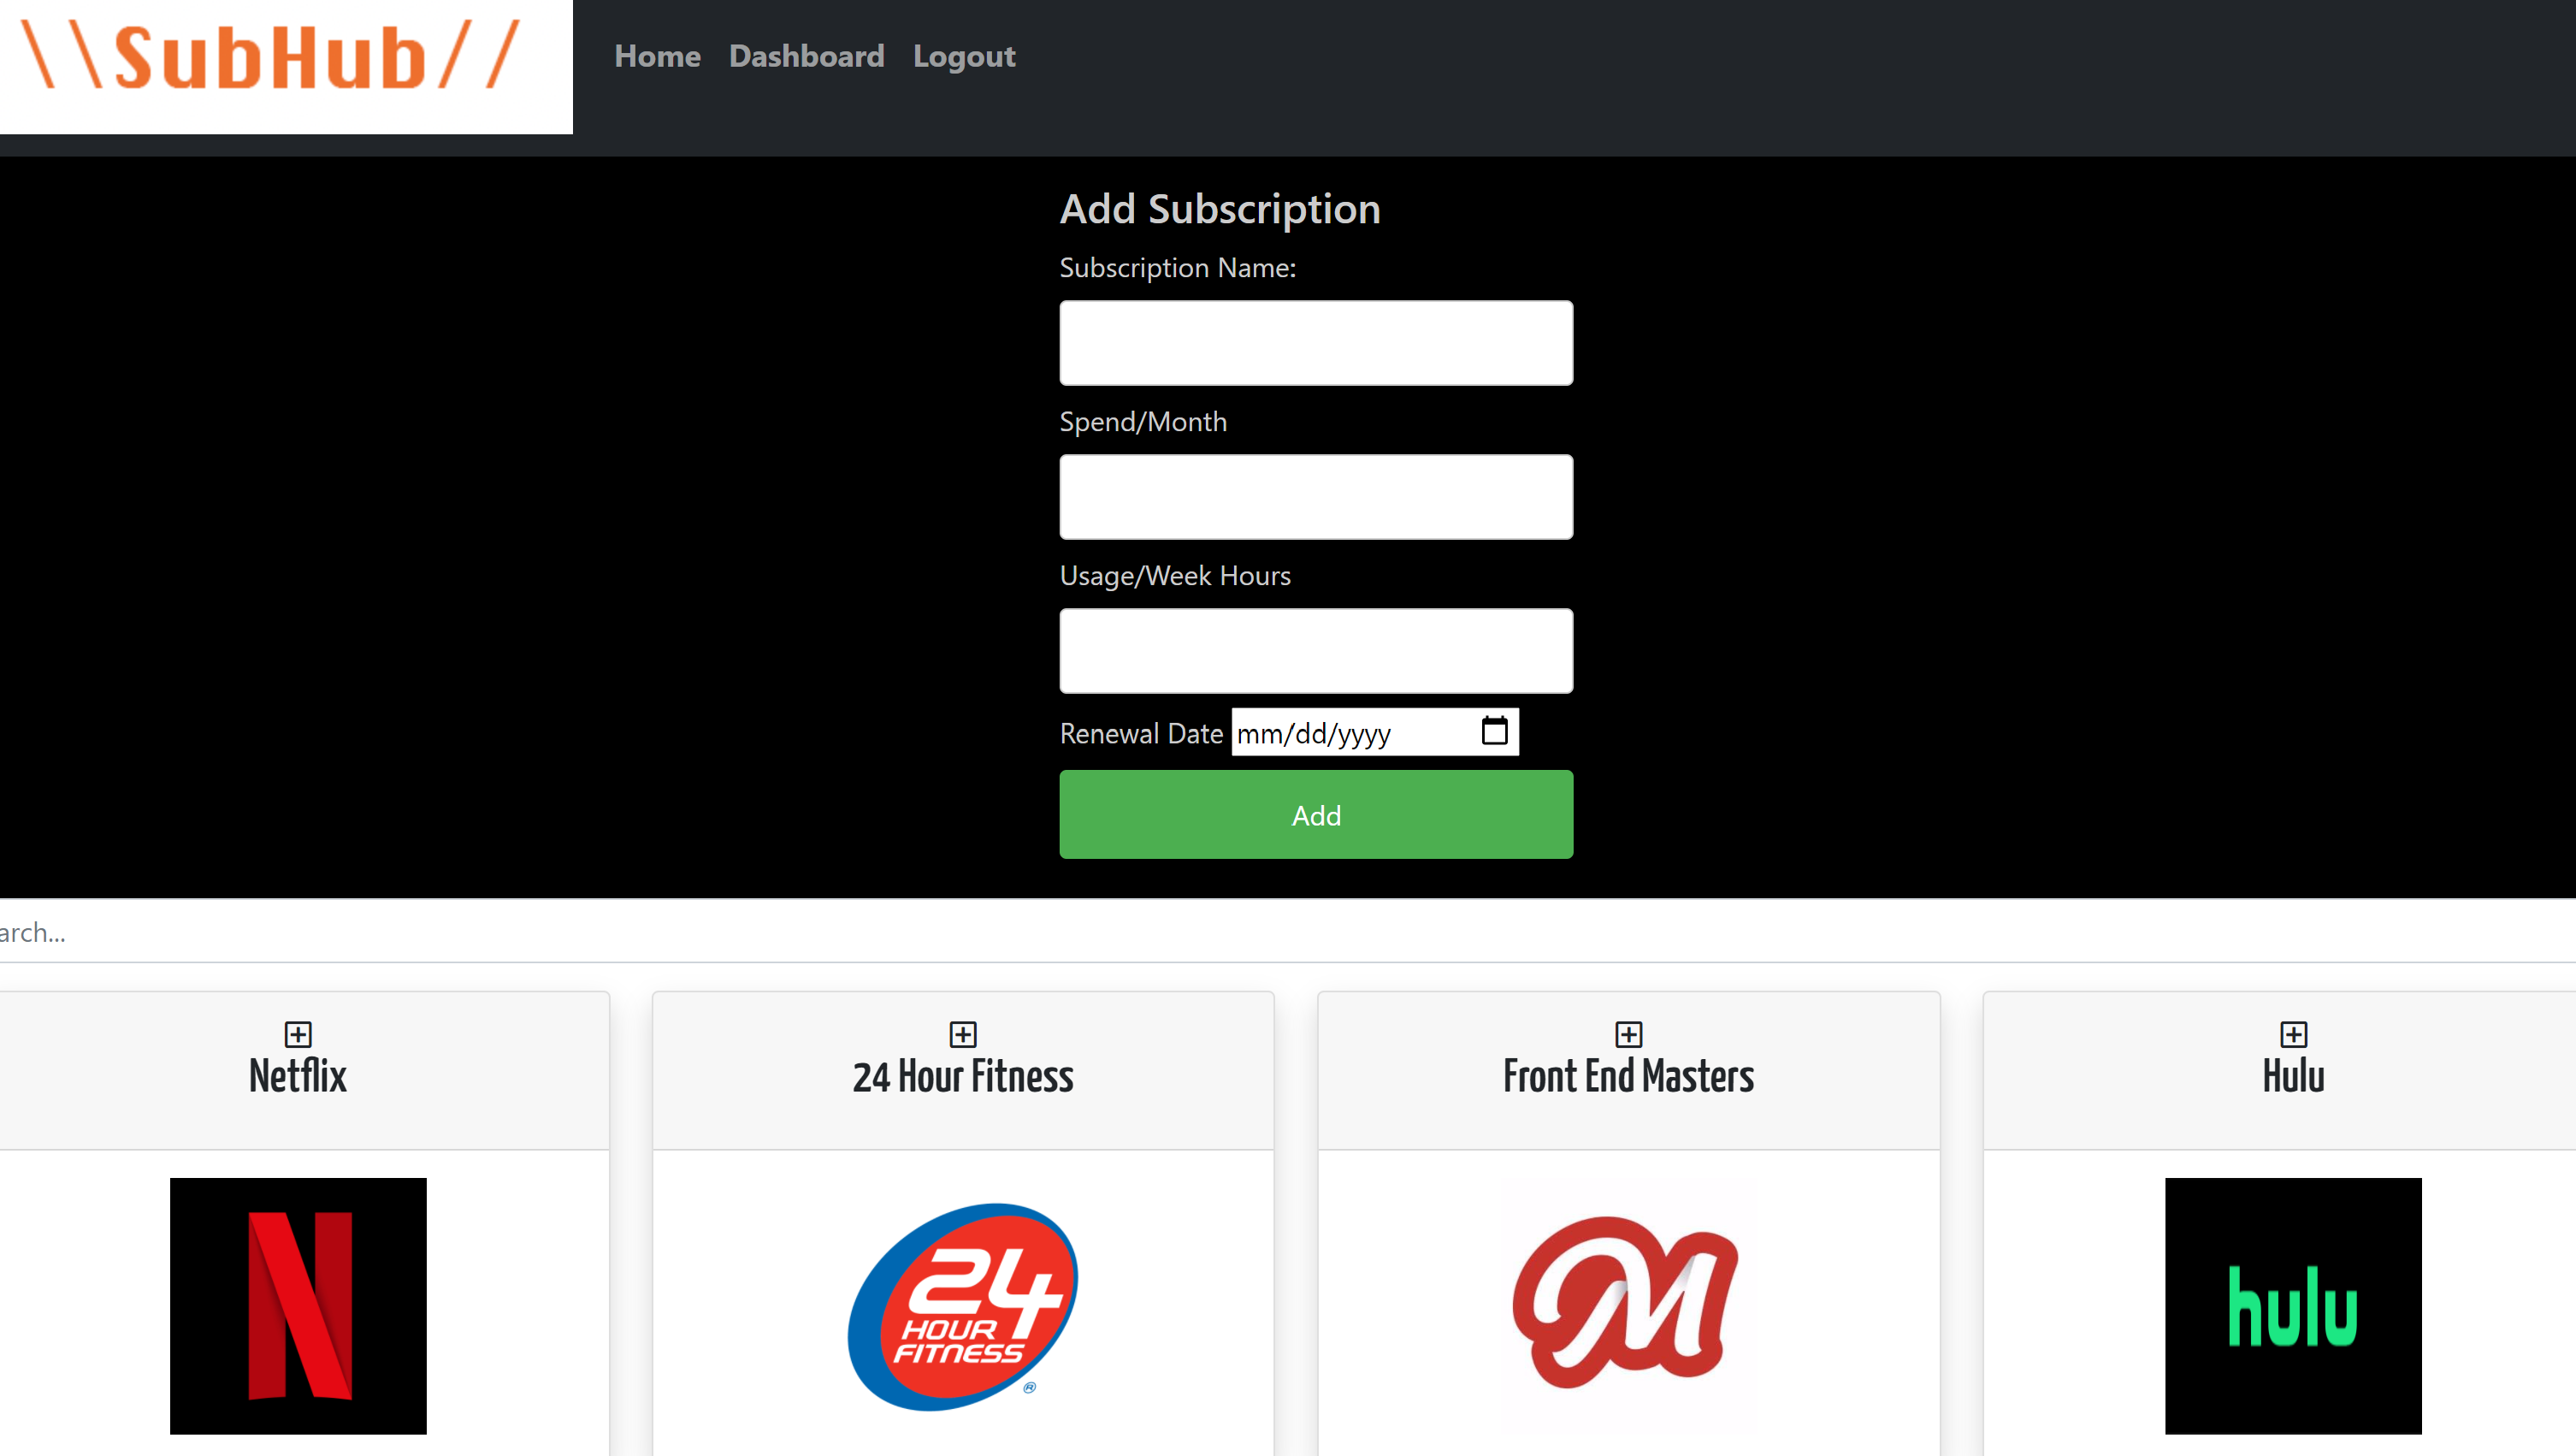 \\SubHub//
Home Dashboard Logout
Add Subscription
Subscription Name:
Spend/Month
Usage/Week Hours
Renewal Date mm/dd/yyyy
Add
arch...
Netflix
24 Hour Fitness
Front End Masters
Hulu
N
24
HOUR
FITNESS
®
M
hulu